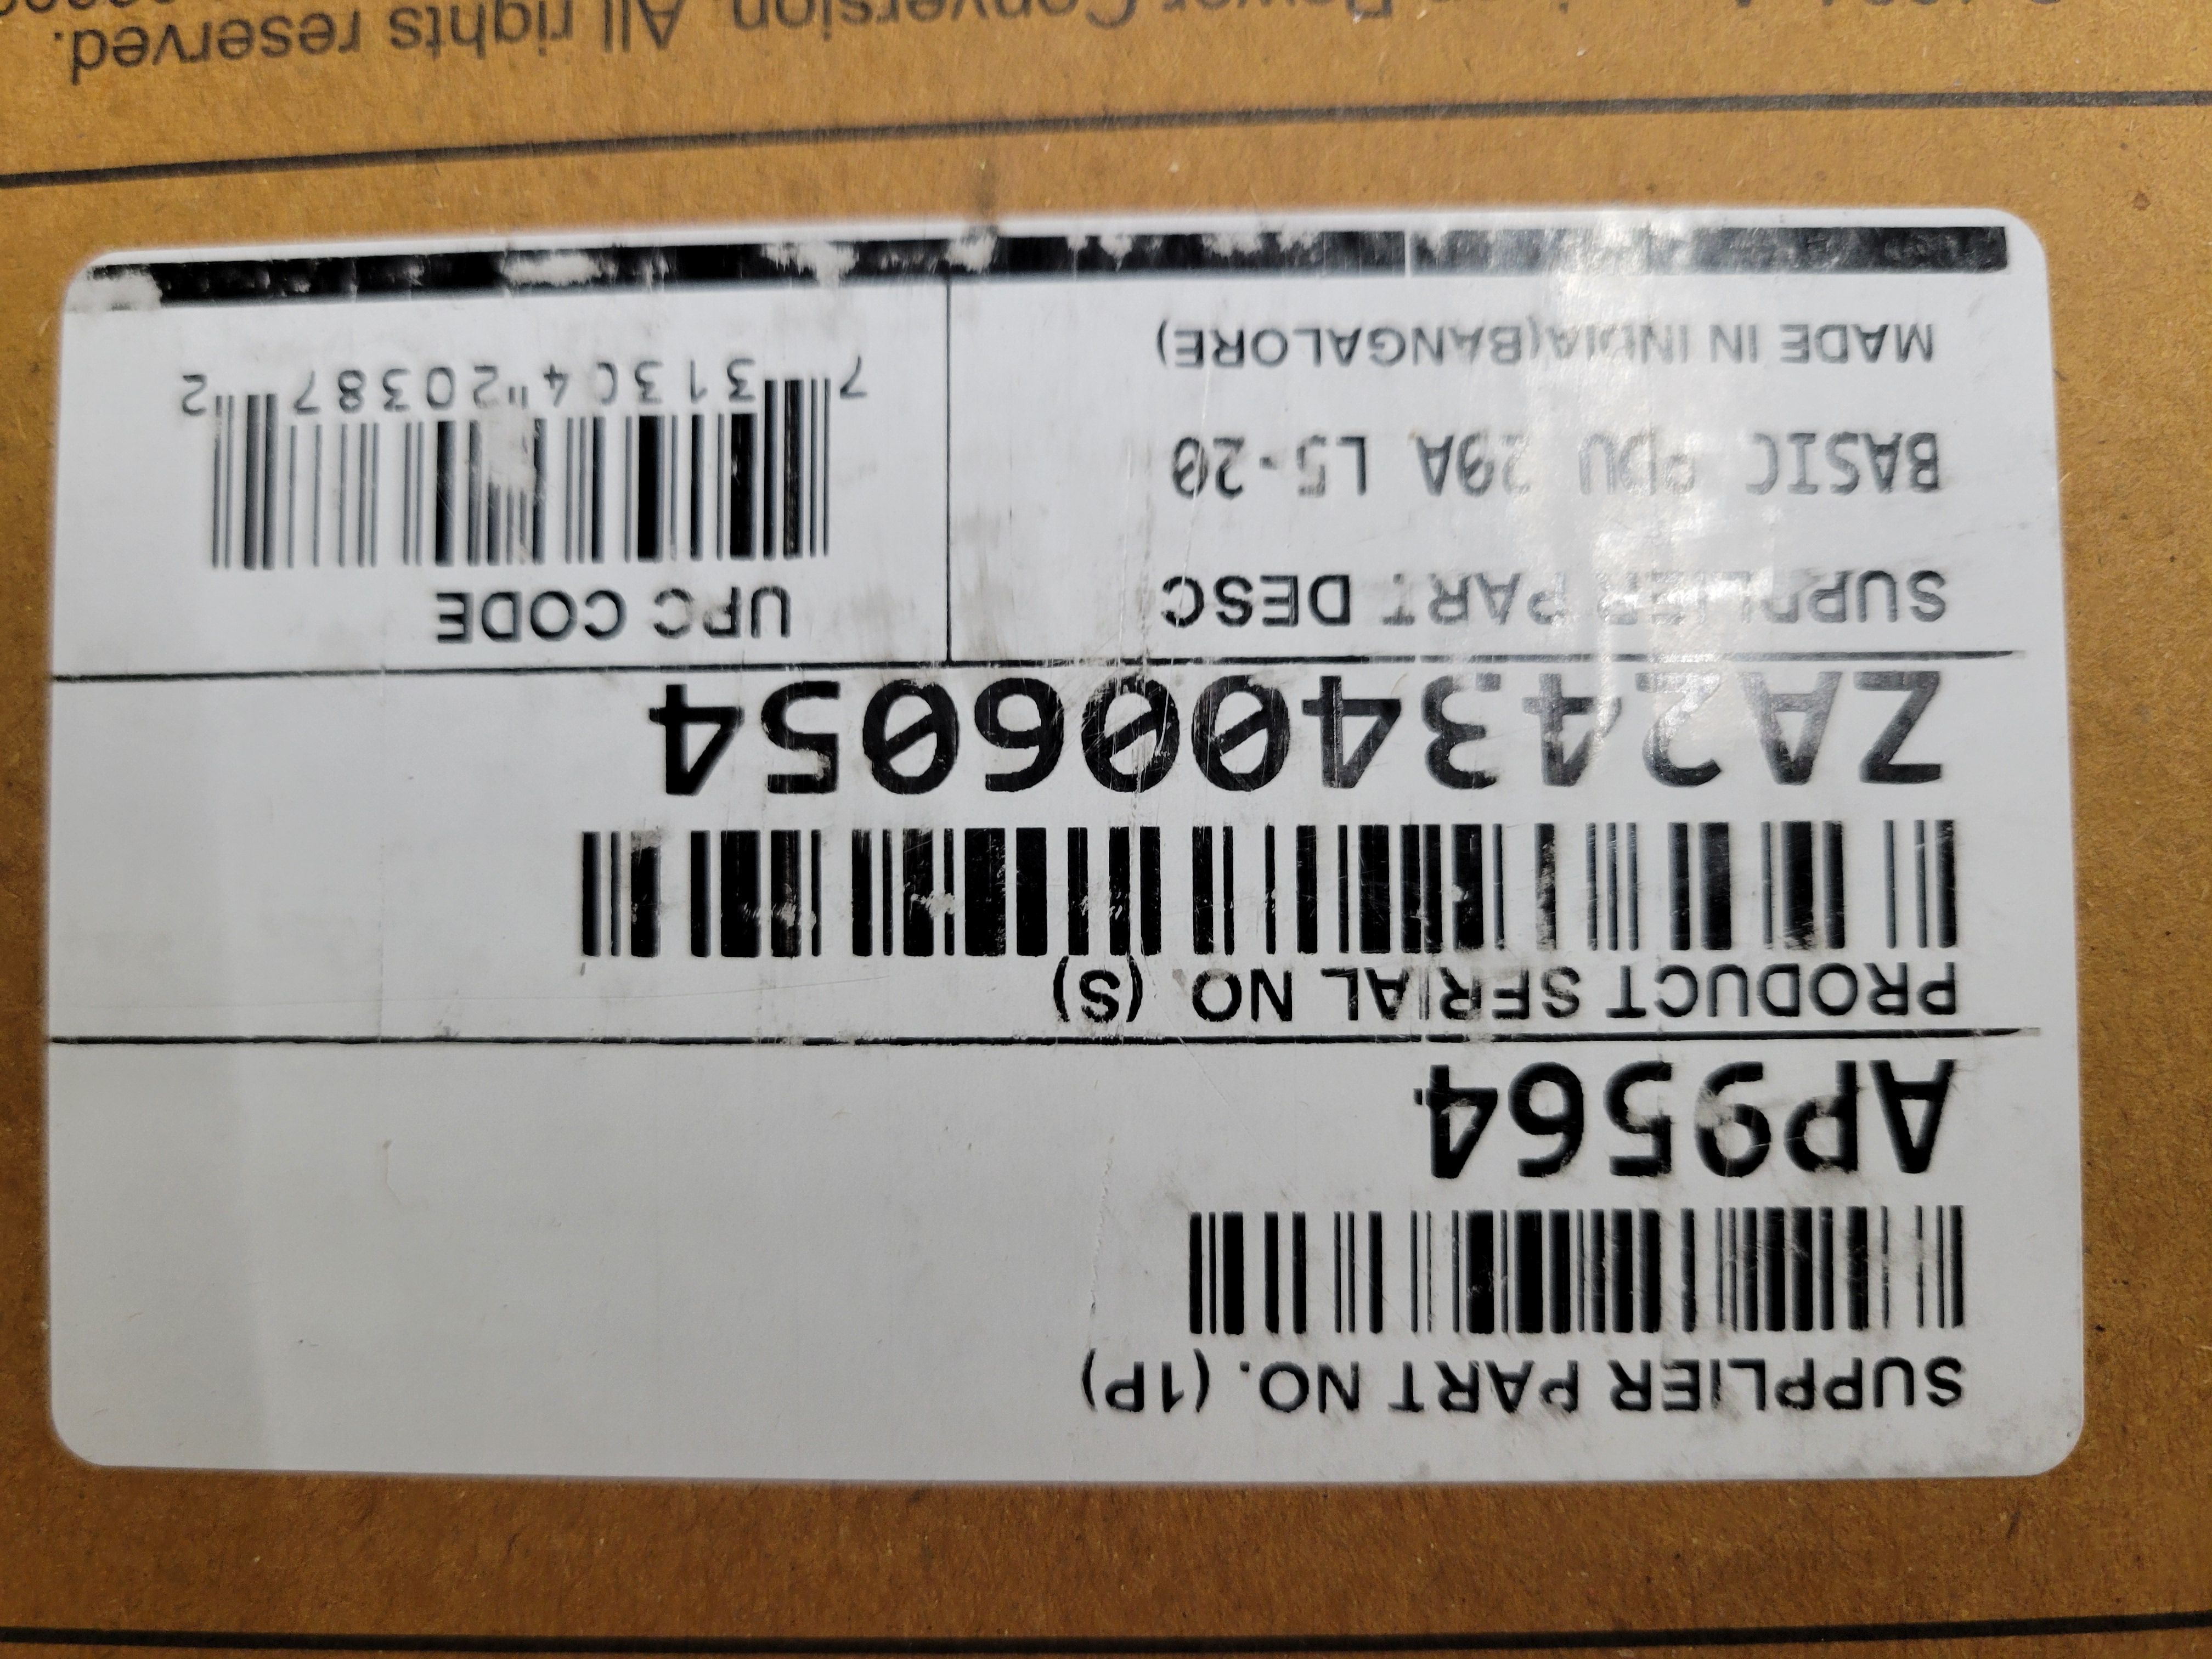 SUPPLIER PART NO. (1P)
AP9564
PRODUCT SERIAL NO. (S)
ZA2434006054
SUPPLIER PART DESC
BASIC PDU 20A L5-20
MADE IN INDIA(BANGALORE)
UPC CODE
7 31304 20387 2
Power Conversion. All rights reserved.